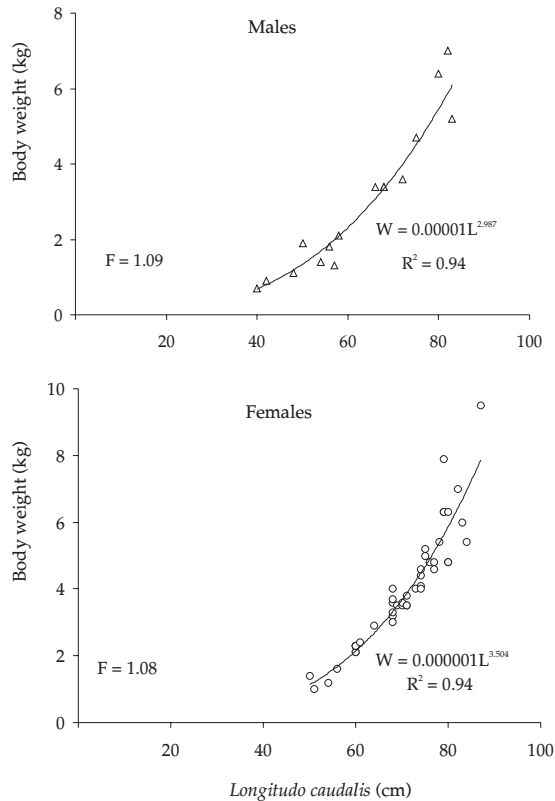 Males
Body weight (kg)
8
6
4
2
0
W = 0.00001L^2.987
F = 1.09
R² = 0.94
20 40 60 80 100
Females
Body weight (kg)
10
8
6
4
2
0
W = 0.000001L^3.504
F = 1.08
R² = 0.94
20 40 60 80 100
Longitudo caudalis (cm)